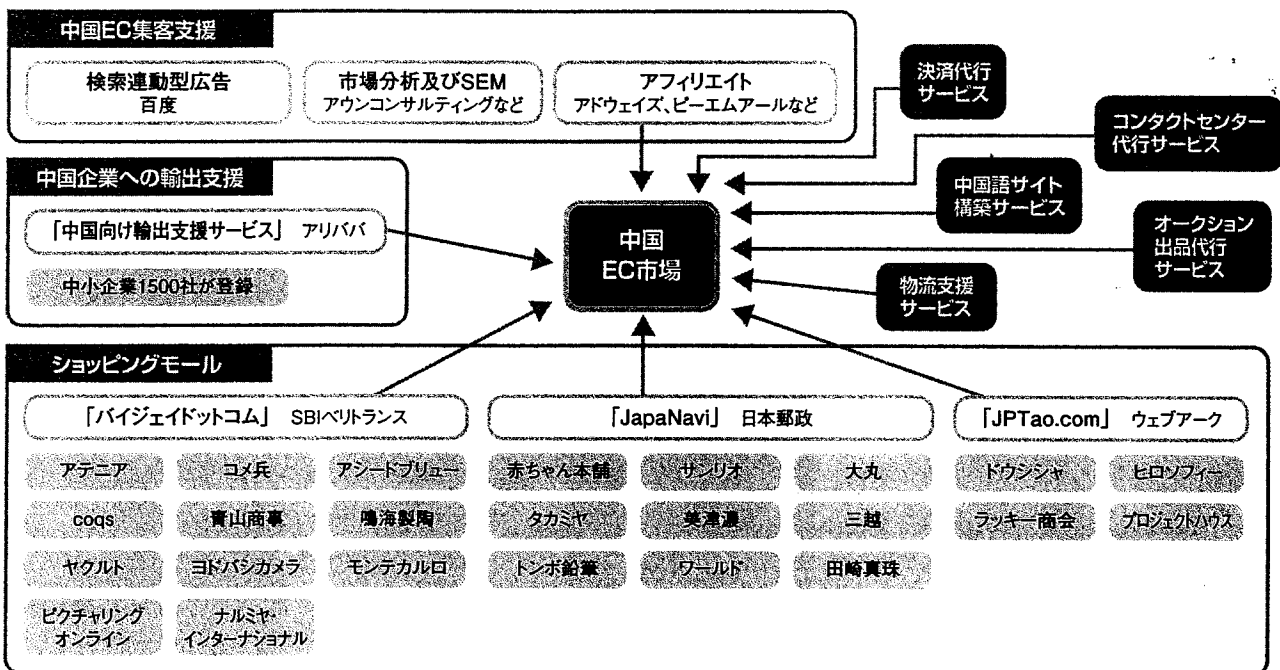 中国EC集客支援
検索連動型広告
百度
市場分析及びSEM
アウンコンサルティングなど
アフィリエイト
アドウェイズ、ピーエムアールなど
決済代行
サービス
コンタクトセンター
代行サービス
中国語サイト
構築サービス
オークション
出品代行
サービス
物流支援
サービス
中国企業への輸出支援
「中国向け輸出支援サービス」 アリババ
中小企業1500社が登録
中国
EC市場
ショッピングモール
「バイジェイドットコム」 SBIベリトランス
アテニア コメ兵 アシードブリュー
coqs 青山商事 鳴海製陶
ヤクルト ヨドバシカメラ モンテカルロ
ピクチャリング
オンライン
ナルミヤ・
インターナショナル
「JapaNavi」 日本郵政
赤ちゃん本舗 サンリオ 大丸
タカミヤ 美津濃 三越
トンボ鉛筆 ワールド 田崎真珠
「JPTao.com」 ウェブアーク
ドウシシャ ヒロソフィー
ラッキー商会 プロジェクトハウス